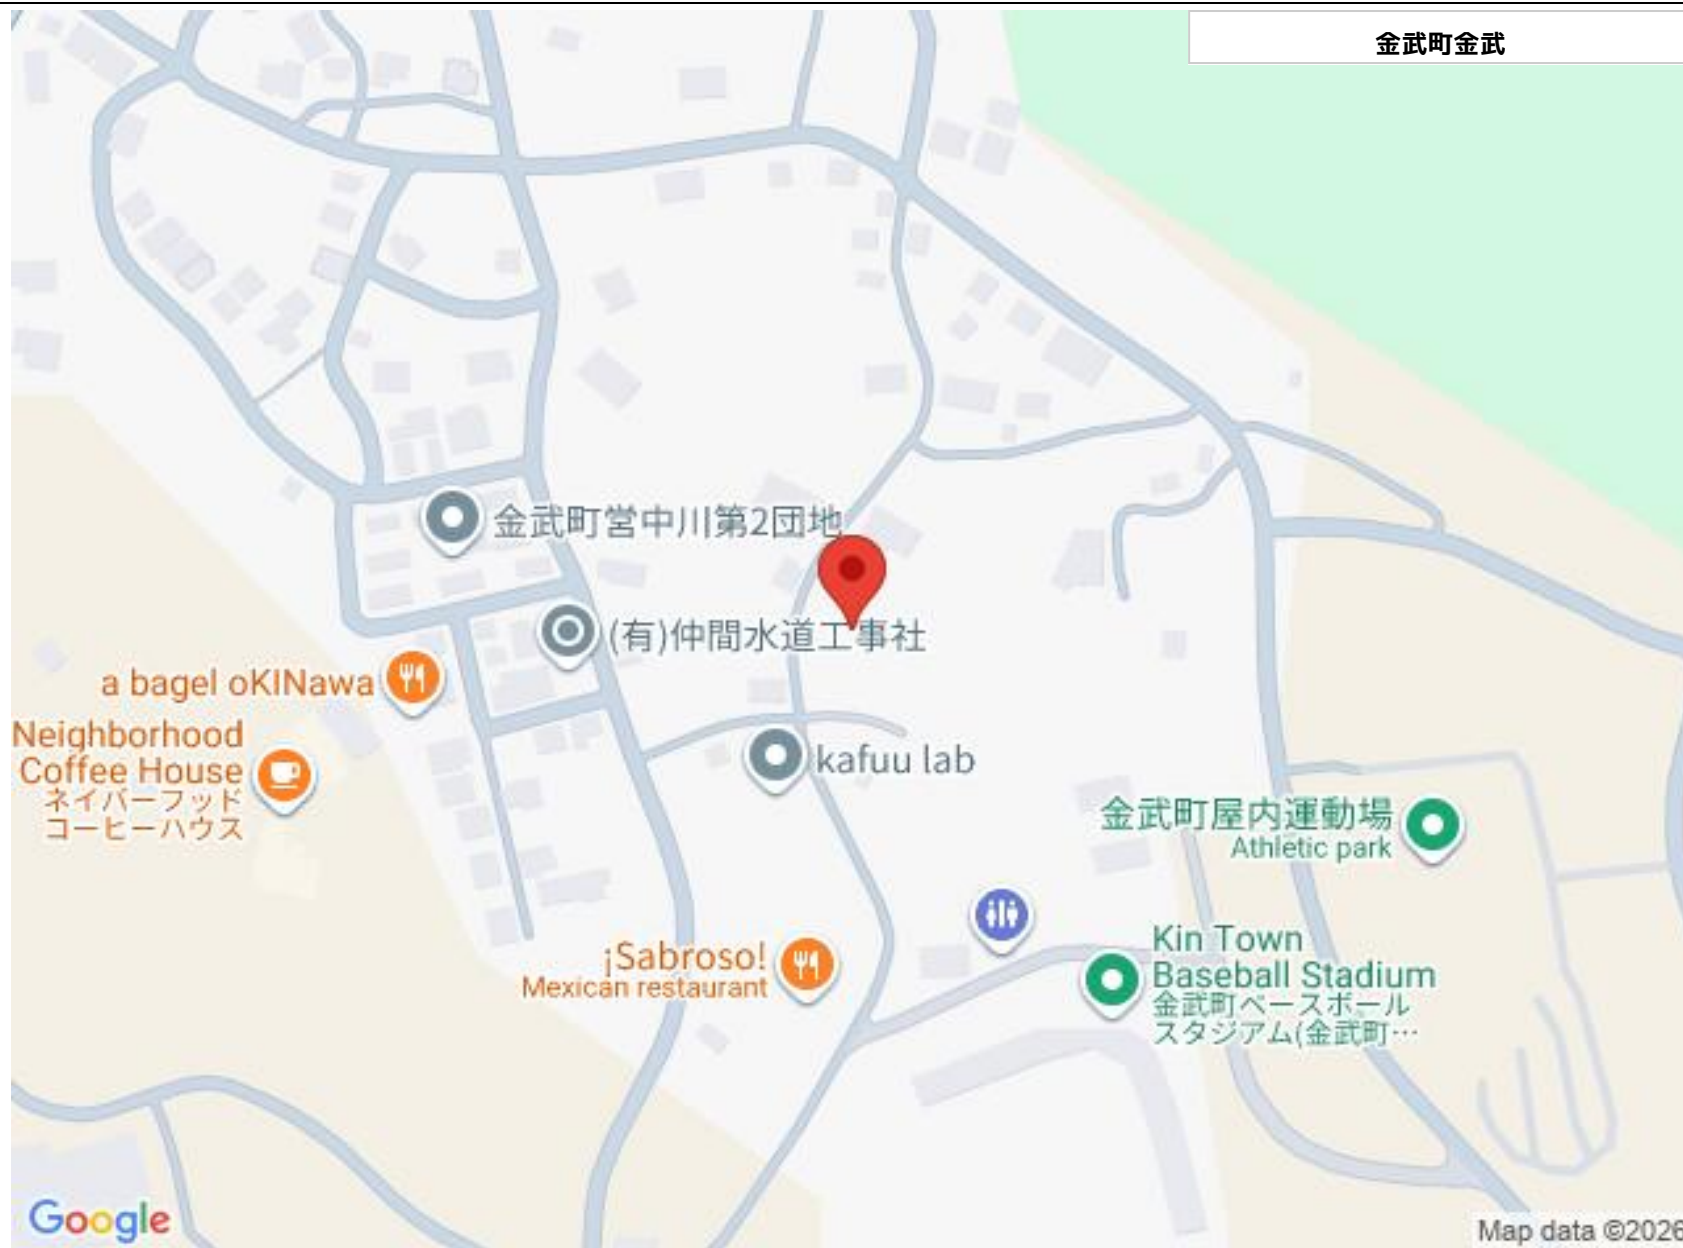 金武町金武
金武町営中川第2団地
(有)仲間水道工事社
a bagel oKINawa
Neighborhood
Coffee House
ネイバーフッド
コーヒーハウス
kafuu lab
金武町屋内運動場
Athletic park
¡Sabroso!
Mexican restaurant
Kin Town
Baseball Stadium
金武町ベースボール
スタジアム(金武町…
Google
Map data ©2026